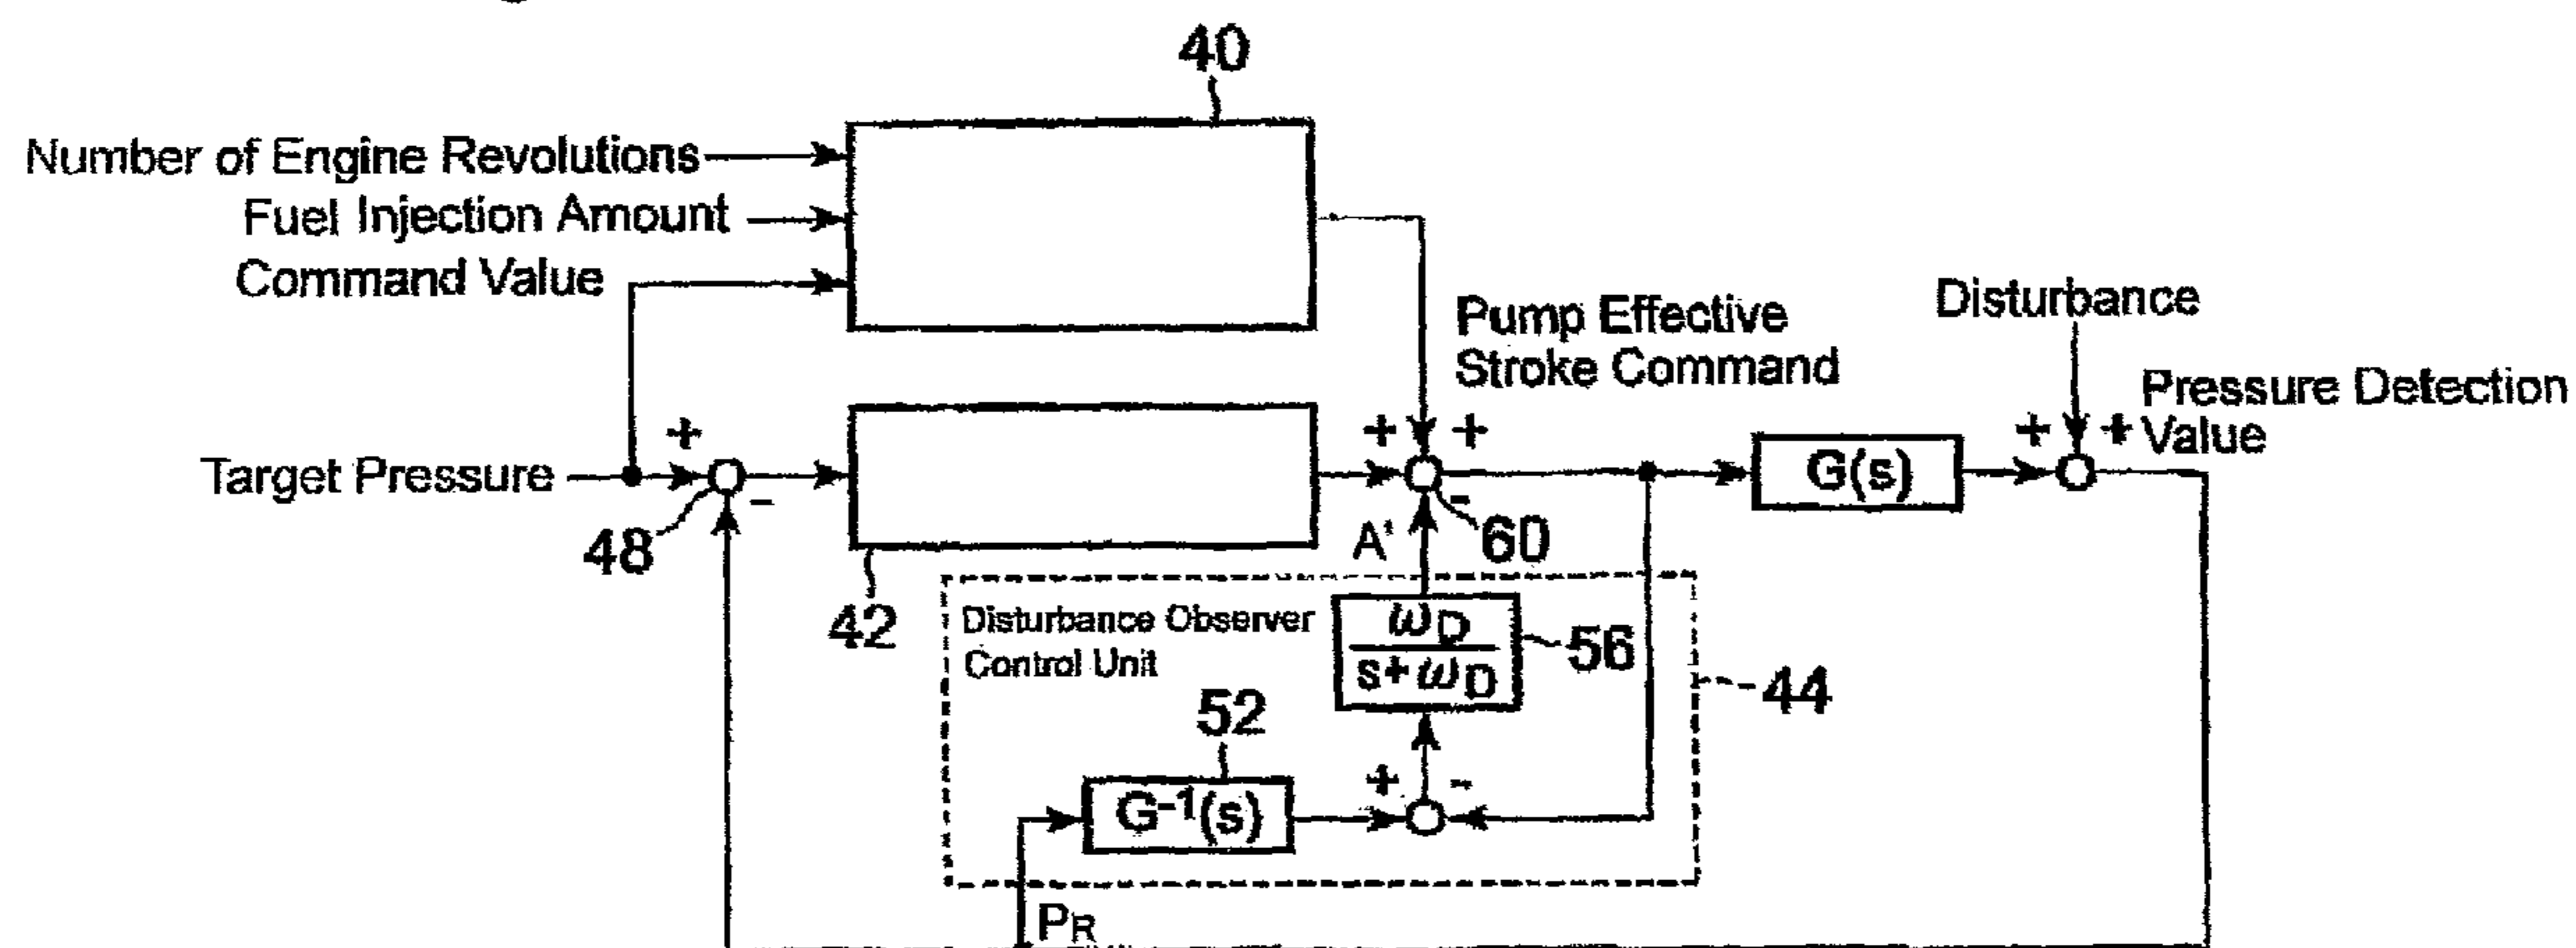 40
Number of Engine Revolutions
Fuel Injection Amount
Command Value
Pump Effective
Stroke Command
Disturbance
Pressure Detection
Value
Target Pressure
+
-
48
42
+ +
-
60
A'
G(s)
+ +
Disturbance Observer
Control Unit
ωD
s+ωD
56
44
52
G-1(s)
+ -
PR